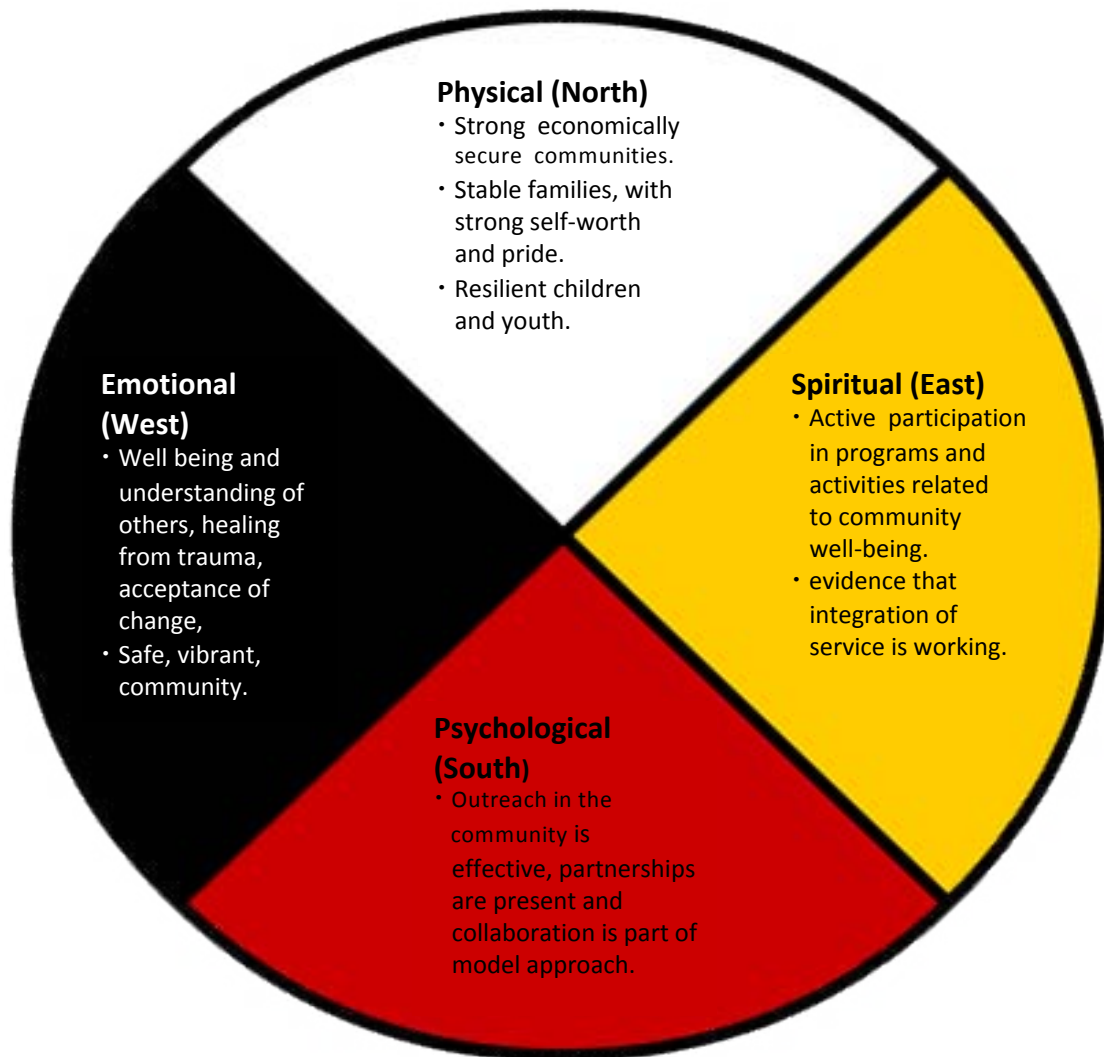 Physical (North)
· Strong economically
secure communities.
· Stable families, with
strong self-worth
and pride.
· Resilient children
and youth.
Emotional
(West)
· Well being and
understanding of
others, healing
from trauma,
acceptance of
change,
· Safe, vibrant,
community.
Spiritual (East)
· Active participation
in programs and
activities related
to community
well-being.
· evidence that
integration of
service is working.
Psychological
(South)
· Outreach in the
community is
effective, partnerships
are present and
collaboration is part of
model approach.